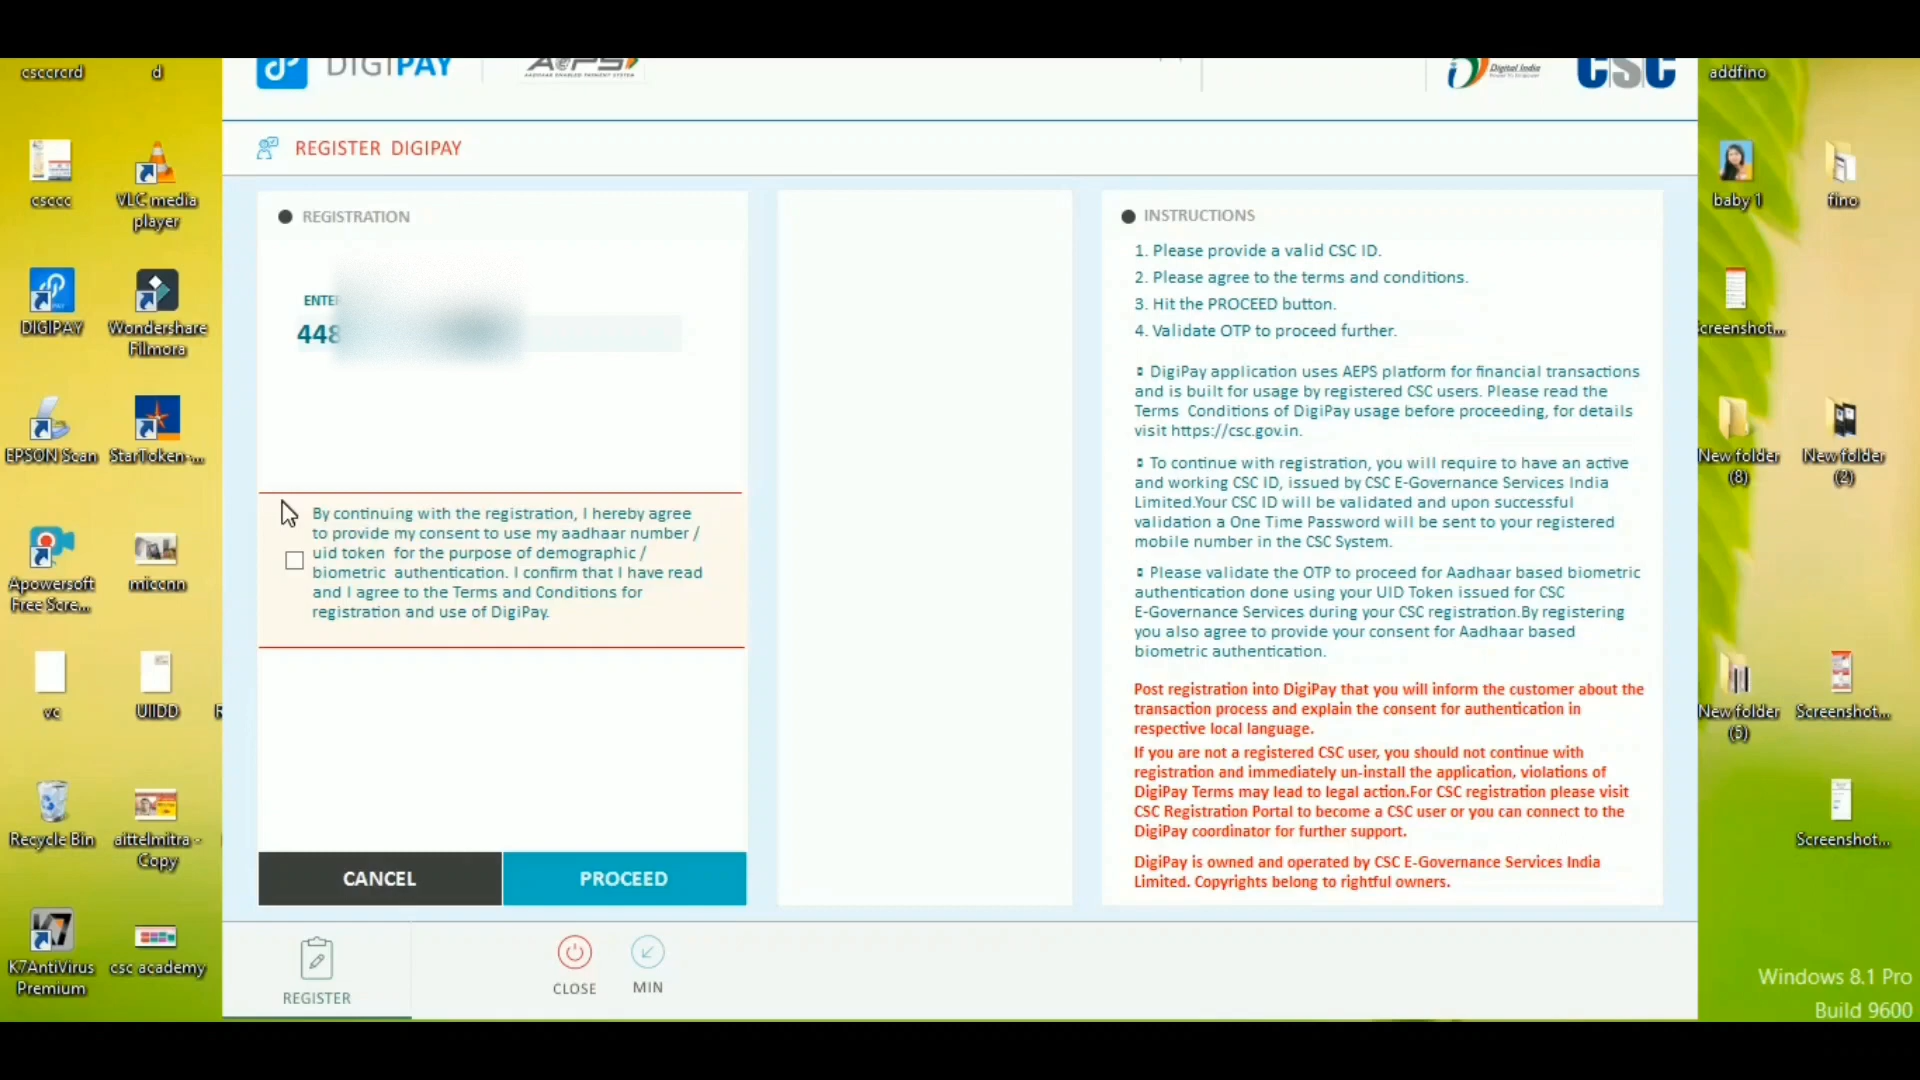 csccrcrd
d
DIGIPAY
AePS
AADHAAR ENABLED PAYMENT SYSTEM
Digital India
Power To Empower
CSC
addfino
REGISTER DIGIPAY
csccc
VLC media
player
baby 1
fino
REGISTRATION
448
INSTRUCTIONS
1. Please provide a valid CSC ID.
2. Please agree to the terms and conditions.
3. Hit the PROCEED button.
4. Validate OTP to proceed further.
DigiPay application uses AEPS platform for financial transactions
and is built for usage by registered CSC users. Please read the
Terms Conditions of DigiPay usage before proceeding, for details
visit https://csc.gov.in.
To continue with registration, you will require to have an active
and working CSC ID, issued by CSC E-Governance Services India
Limited.Your CSC ID will be validated and upon successful
validation a One Time Password will be sent to your registered
mobile number in the CSC System.
Please validate the OTP to proceed for Aadhaar based biometric
authentication done using your UID Token issued for CSC
E-Governance Services during your CSC registration.By registering
you also agree to provide your consent for Aadhaar based
biometric authentication.
Post registration into DigiPay that you will inform the customer about the
transaction process and explain the consent for authentication in
respective local language.
If you are not a registered CSC user, you should not continue with
registration and immediately un-install the application, violations of
DigiPay Terms may lead to legal action.For CSC registration please visit
CSC Registration Portal to become a CSC user or you can connect to the
DigiPay coordinator for further support.
DigiPay is owned and operated by CSC E-Governance Services India
Limited. Copyrights belong to rightful owners.
By continuing with the registration, I hereby agree
to provide my consent to use my aadhaar number /
uid token for the purpose of demographic /
biometric authentication. I confirm that I have read
and I agree to the Terms and Conditions for
registration and use of DigiPay.
CANCEL
PROCEED
REGISTER
CLOSE
MIN
DIGIPAY
Wondershare
Filmora
EPSON Scan
StarToken-...
Apowersoft
Free Scre...
miccnn
vc
UIIDD
Recycle Bin
aittelmitra -
Copy
K7AntiVirus
Premium
csc academy
Screenshot...
New folder
(8)
New folder
(2)
New folder
(5)
Screenshot...
Screenshot...
Windows 8.1 Pro
Build 9600